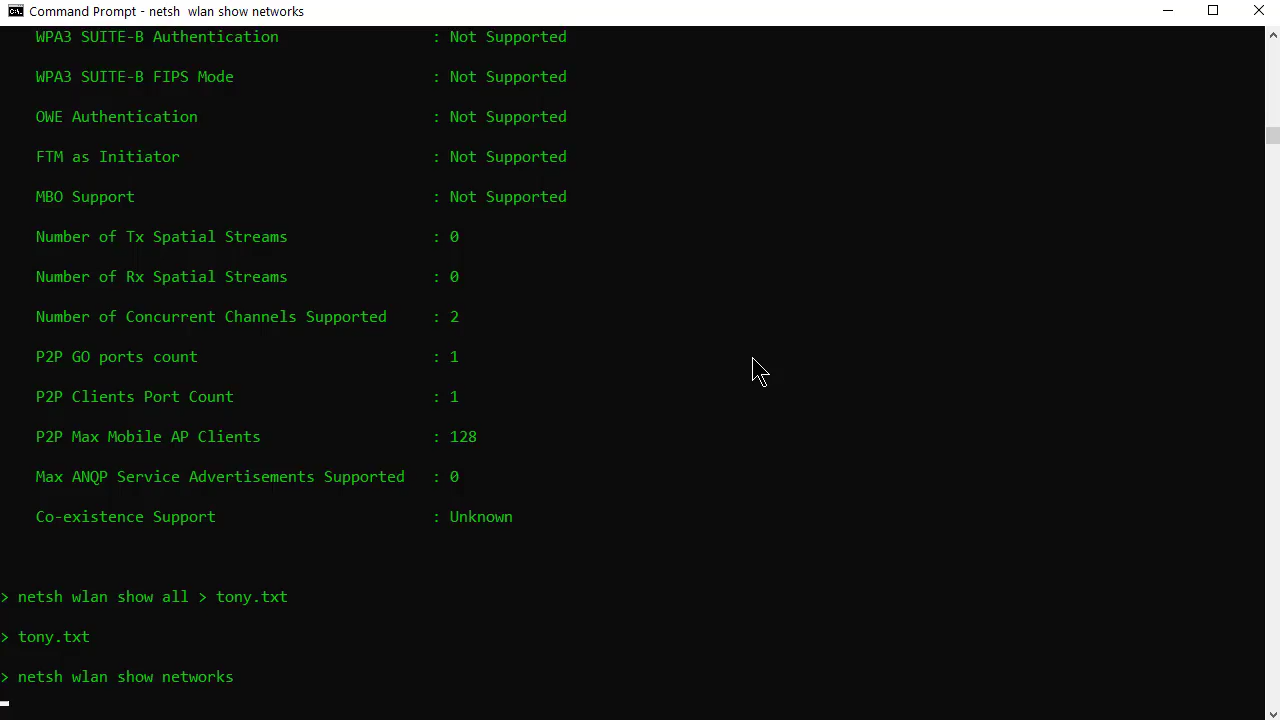 Command Prompt - netsh  wlan show networks
WPA3 SUITE-B Authentication : Not Supported
WPA3 SUITE-B FIPS Mode : Not Supported
OWE Authentication : Not Supported
FTM as Initiator : Not Supported
MBO Support : Not Supported
Number of Tx Spatial Streams : 0
Number of Rx Spatial Streams : 0
Number of Concurrent Channels Supported : 2
P2P GO ports count : 1
P2P Clients Port Count : 1
P2P Max Mobile AP Clients : 128
Max ANQP Service Advertisements Supported : 0
Co-existence Support : Unknown
> netsh wlan show all > tony.txt
> tony.txt
> netsh wlan show networks